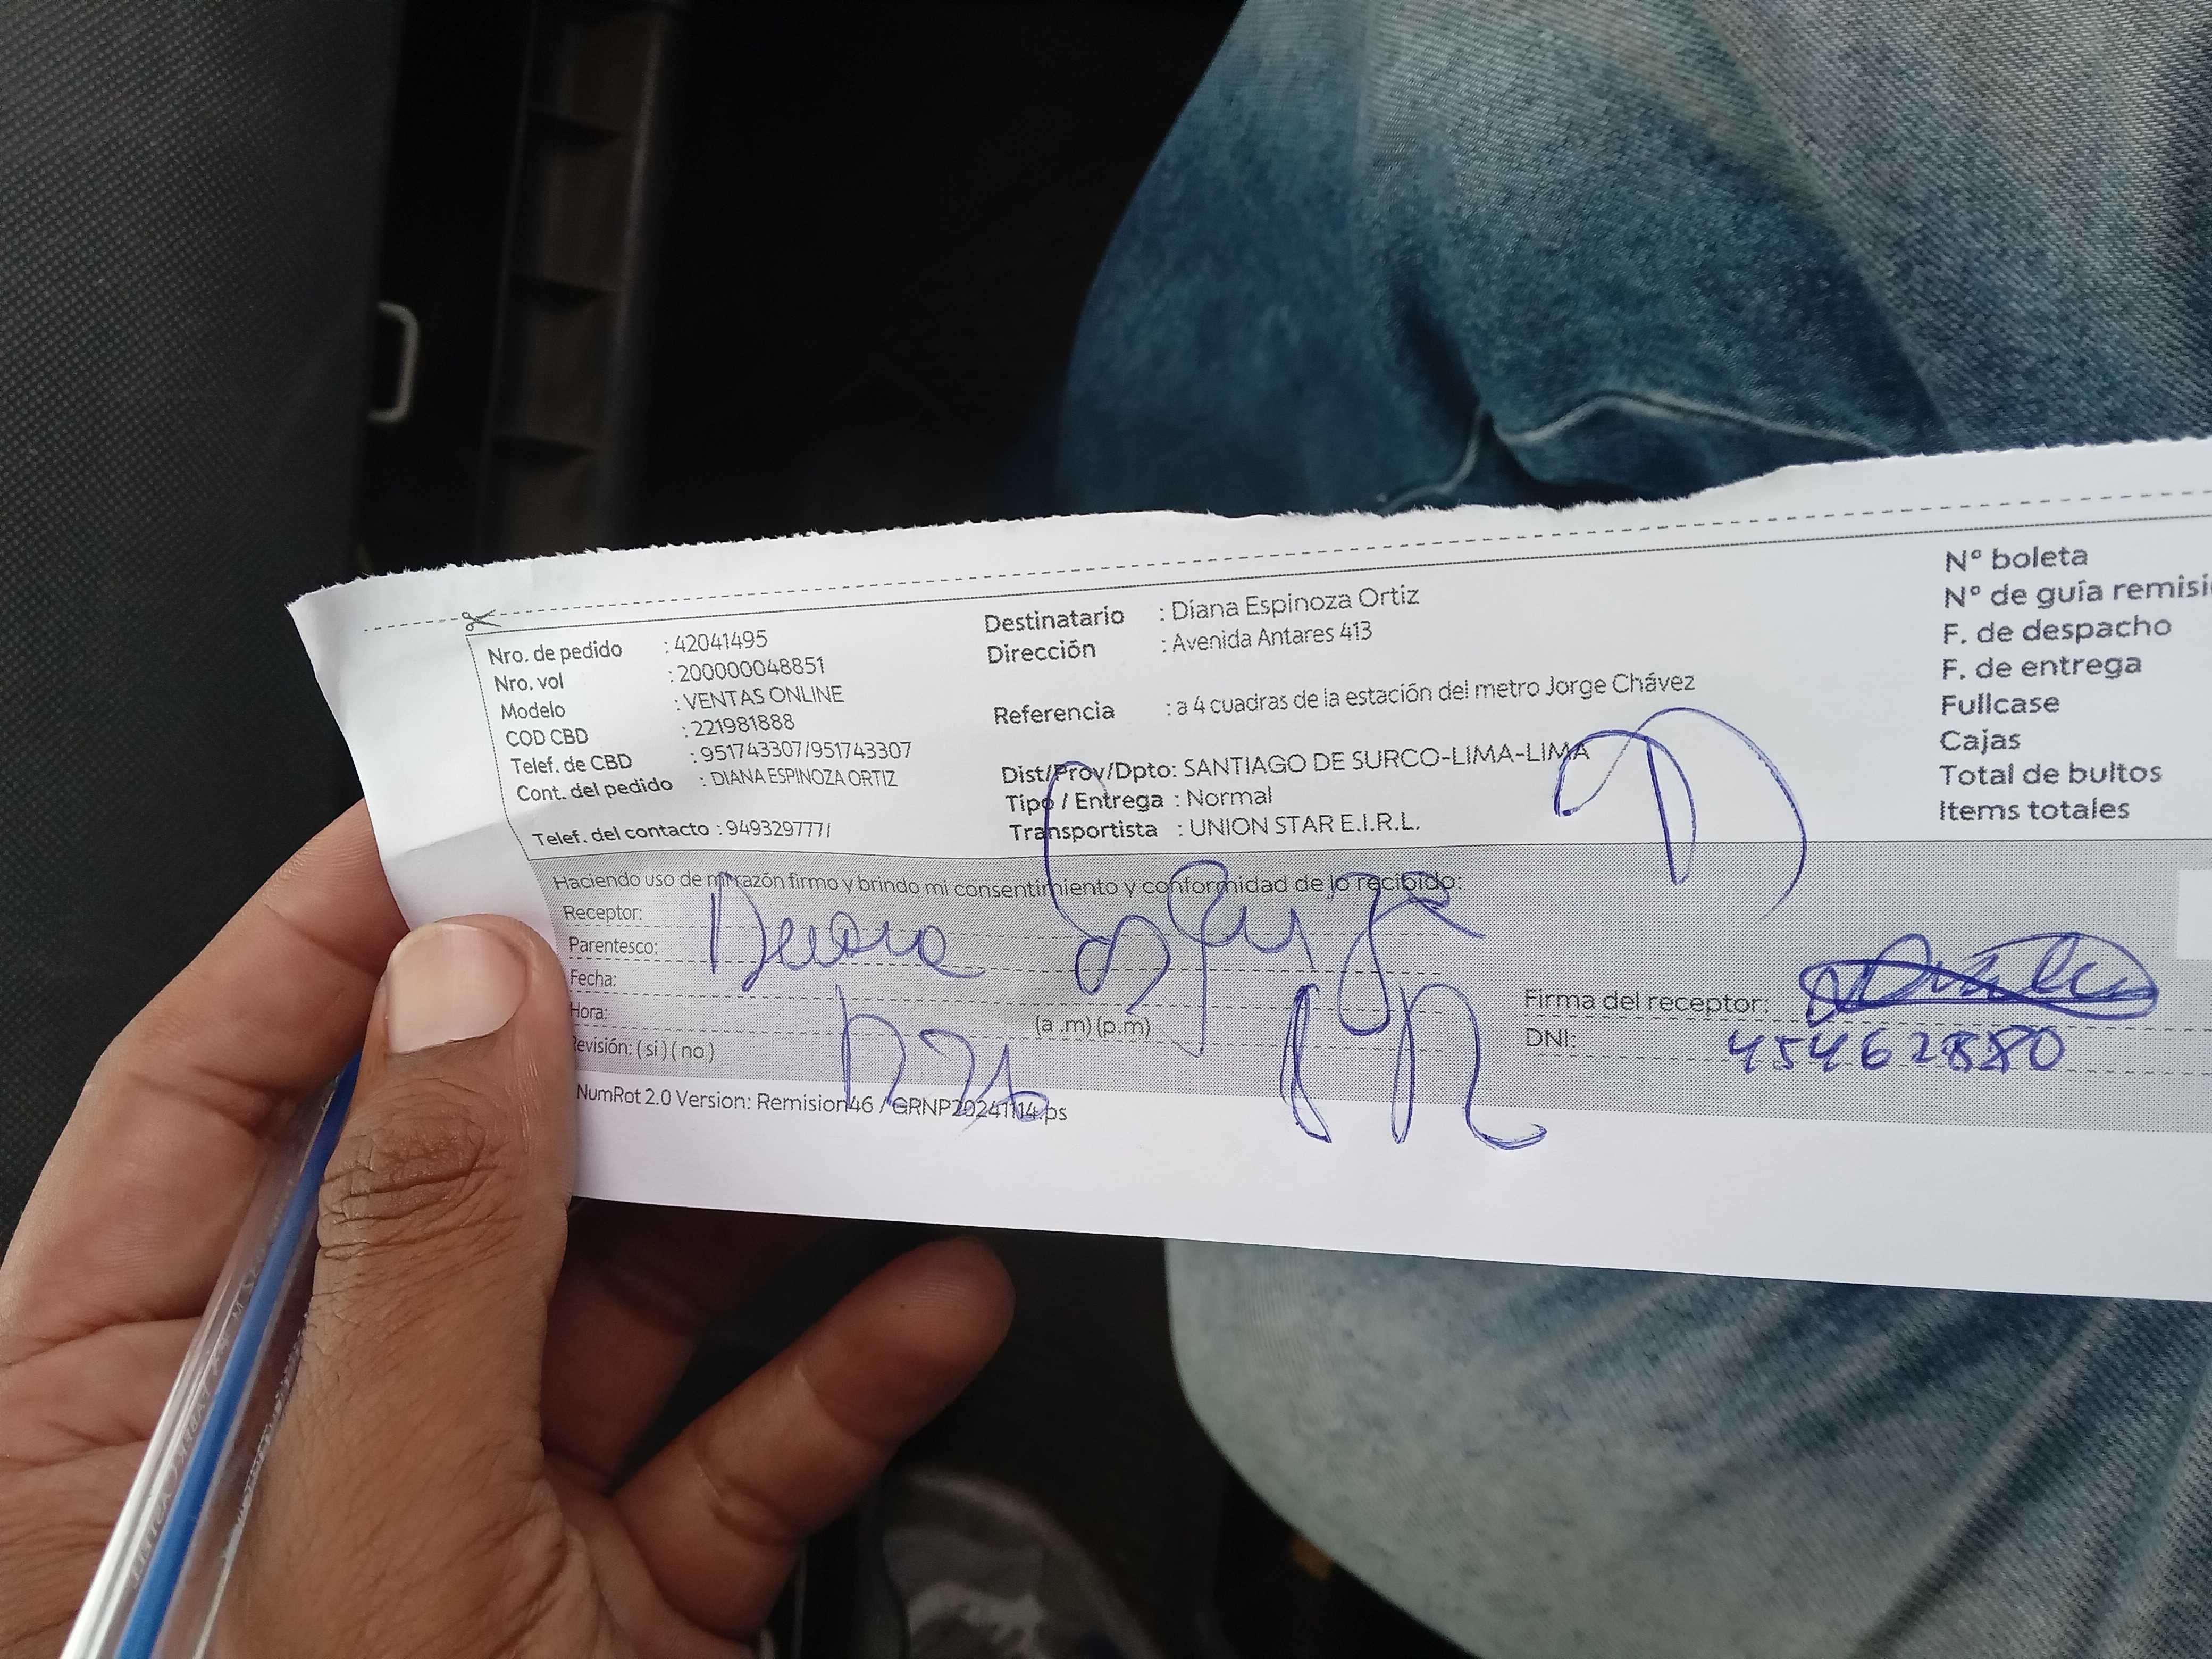 Nro. de pedido : 42041495
Nro. vol : 200000048851
Modelo : VENTAS ONLINE
COD CBD : 221981888
Telef. de CBD : 951743307/951743307
Cont. del pedido : DIANA ESPINOZA ORTIZ
Telef. del contacto : 949329777/
Destinatario : Diana Espinoza Ortiz
Dirección : Avenida Antares 413
Referencia : a 4 cuadras de la estación del metro Jorge Chávez
Dist/Prov/Dpto: SANTIAGO DE SURCO-LIMA-LIMA
Tipo / Entrega : Normal
Transportista : UNION STAR E.I.R.L.
N° boleta
N° de guía remisi
F. de despacho
F. de entrega
Fullcase
Cajas
Total de bultos
Items totales
Haciendo uso de mi razón firmo y brindo mi consentimiento y conformidad de lo recibido:
Receptor:
Parentesco:
Fecha:
Hora: (a .m) (p.m)
Revisión: ( si ) ( no )
Firma del receptor:
DNI: 45462880
NumRot 2.0 Version: Remision46 / GRNP20241114.ps